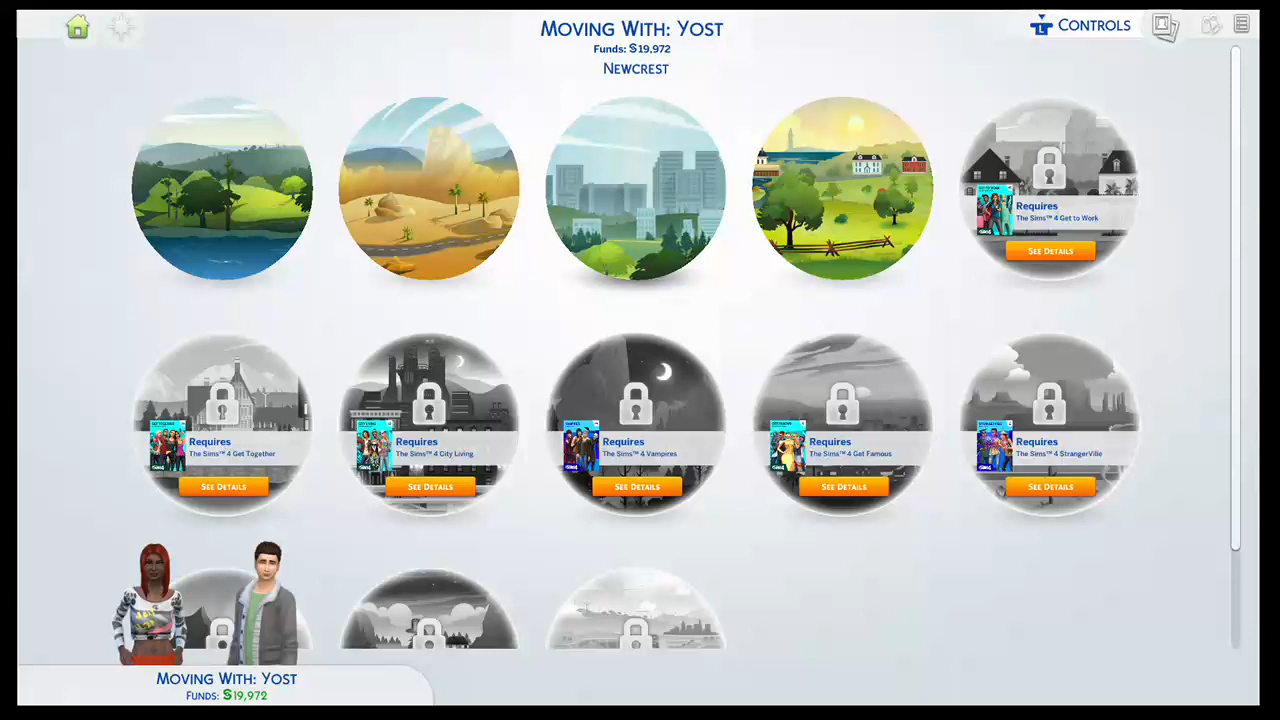 MOVING WITH: YOST
Funds: §19,972
NEWCREST
CONTROLS
Requires
The Sims™ 4 Get to Work
SEE DETAILS
Requires
The Sims™ 4 Get Together
SEE DETAILS
Requires
The Sims™ 4 City Living
SEE DETAILS
Requires
The Sims™ 4 Vampires
SEE DETAILS
Requires
The Sims™ 4 Get Famous
SEE DETAILS
Requires
The Sims™ 4 StrangerVille
SEE DETAILS
MOVING WITH: YOST
FUNDS: §19,972